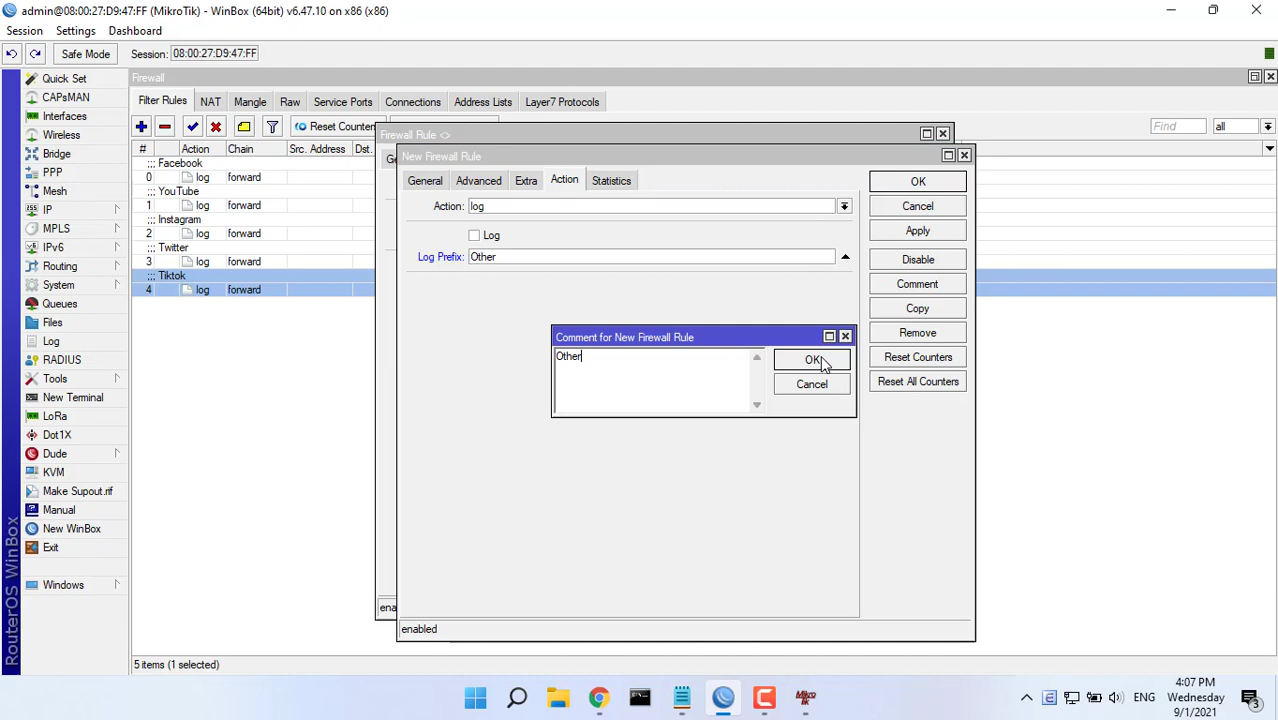 admin@08:00:27:D9:47:FF (MikroTik) - WinBox (64bit) v6.47.10 on x86 (x86)
Session Settings Dashboard
Safe Mode Session: 08:00:27:D9:47:FF
Quick Set
CAPsMAN
Interfaces
Wireless
Bridge
PPP
Mesh
IP
MPLS
IPv6
Routing
System
Queues
Files
Log
RADIUS
Tools
New Terminal
LoRa
Dot1X
Dude
KVM
Make Supout.rif
Manual
New WinBox
Exit
Windows
RouterOS WinBox
Firewall
Filter Rules NAT Mangle Raw Service Ports Connections Address Lists Layer7 Protocols
Reset Counters
Find all
# Action Chain Src. Address Dst.
;;; Facebook
0 log forward
;;; YouTube
1 log forward
;;; Instagram
2 log forward
;;; Twitter
3 log forward
;;; Tiktok
4 log forward
5 items (1 selected)
Firewall Rule <>
Ge
ena
New Firewall Rule
General Advanced Extra Action Statistics
Action: log
Log
Log Prefix: Other
OK
Cancel
Apply
Disable
Comment
Copy
Remove
Reset Counters
Reset All Counters
enabled
Comment for New Firewall Rule
Other
OK
Cancel
ENG
4:07 PM
Wednesday
9/1/2021
3